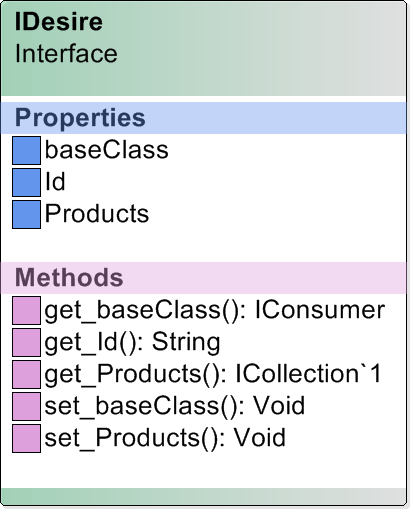 IDesire
Interface
Properties
baseClass
Id
Products
Methods
get_baseClass(): IConsumer
get_Id(): String
get_Products(): ICollection`1
set_baseClass(): Void
set_Products(): Void